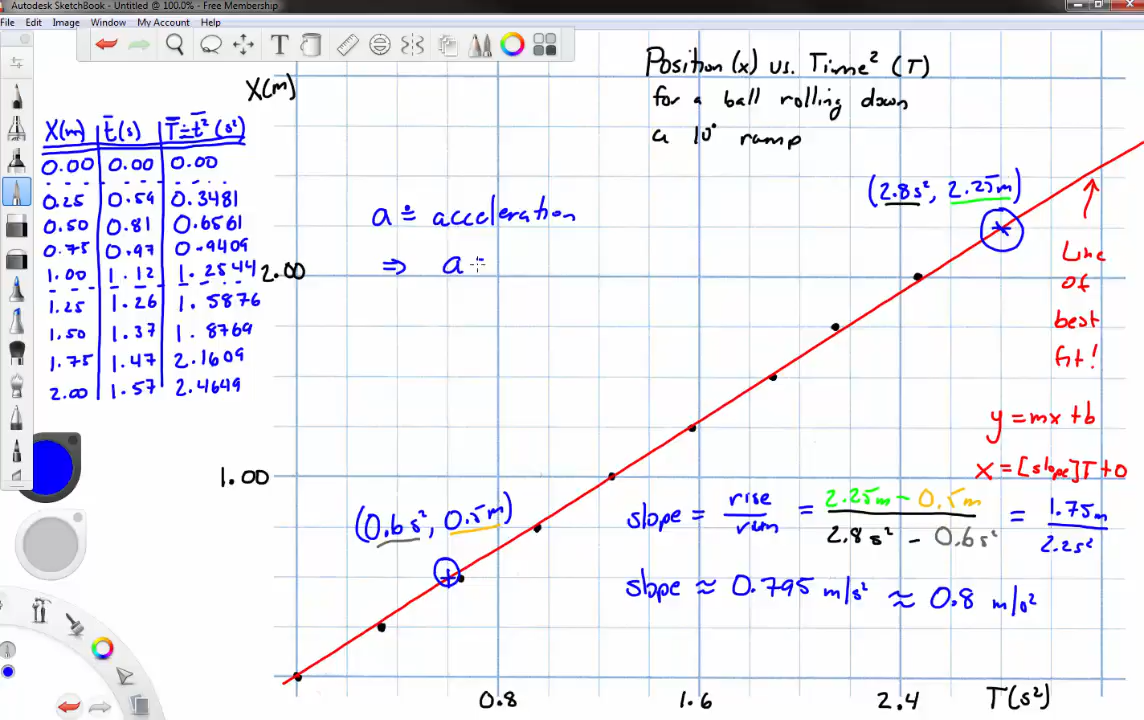 Autodesk SketchBook - Untitled @ 100.0% - Free Membership
File Edit Image Window My Account Help
Position (x) vs. Time² (T)
for a ball rolling down
a 10° ramp
X(m)
X(m) t̄(s) T̄≐t̄²(s²)
0.00 0.00 0.00
0.25 0.59 0.3481
0.50 0.81 0.6561
0.75 0.97 0.9409
1.00 1.12 1.2544
1.25 1.26 1.5876
1.50 1.37 1.8769
1.75 1.47 2.1609
2.00 1.57 2.4649
a ≐ acceleration
⇒ a =
(2.8s², 2.25m)
Line
of
best
fit!
2.00
y = mx + b
x = [slope]T + 0
1.00
(0.6s², 0.5m)
slope = rise/run = 2.25m - 0.5m / 2.8s² - 0.6s² = 1.75m / 2.2s²
slope ≈ 0.795 m/s² ≈ 0.8 m/s²
0.8 1.6 2.4 T(s²)